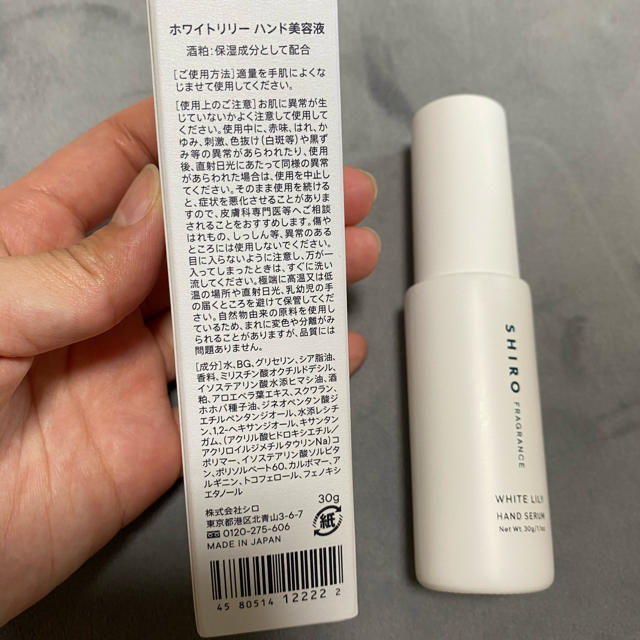 ホワイトリリー ハンド美容液
酒粕:保湿成分として配合
[ご使用方法]適量を手肌によくな
じませて使用してください。
[使用上のご注意]お肌に異常が生
じていないかよく注意して使用して
ください。使用中に、赤味、はれ、か
ゆみ、刺激、色抜け(白斑等)や黒ず
み等の異常があらわれたり、使用
後、直射日光にあたって同様の異常
があらわれた場合は、使用を中止し
てください。そのまま使用を続ける
と、症状を悪化させることがありま
すので、皮膚科専門医等へご相談
されることをおすすめします。傷や
はれもの、しっしん等、異常のある
ところには使用しないでください。
目に入らないように注意し、万が一
入ってしまったときは、すぐに洗い
流してください。極端に高温又は低
温の場所や直射日光、乳幼児の手
の届くところを避けて保管してくだ
さい。自然物由来の原料を使用し
ているため、まれに変色や分離がみ
られることがありますが、品質には
問題ありません。
[成分]水、BG、グリセリン、シア脂油、
香料、ミリスチン酸オクチルドデシル、
イソステアリン酸水添ヒマシ油、酒
粕、アロエベラ葉エキス、スクワラン、
ホホバ種子油、ジネオペンタン酸ジ
エチルペンタンジオール、水添レシチ
ン、1,2-ヘキサンジオール、キサンタン
ガム、(アクリル酸ヒドロキシエチル/
アクリロイルジメチルタウリンNa)コ
ポリマー、イソステアリン酸ソルビタ
ン、ポリソルベート60、カルボマー、ア
ルギニン、トコフェロール、フェノキシ
エタノール
30g
株式会社シロ
東京都港区北青山3-6-7
0120-275-606
MADE IN JAPAN
紙
4 580514 122222
SHIRO
FRAGRANCE
WHITE LILY
HAND SERUM
Net Wt. 30g/1.1oz